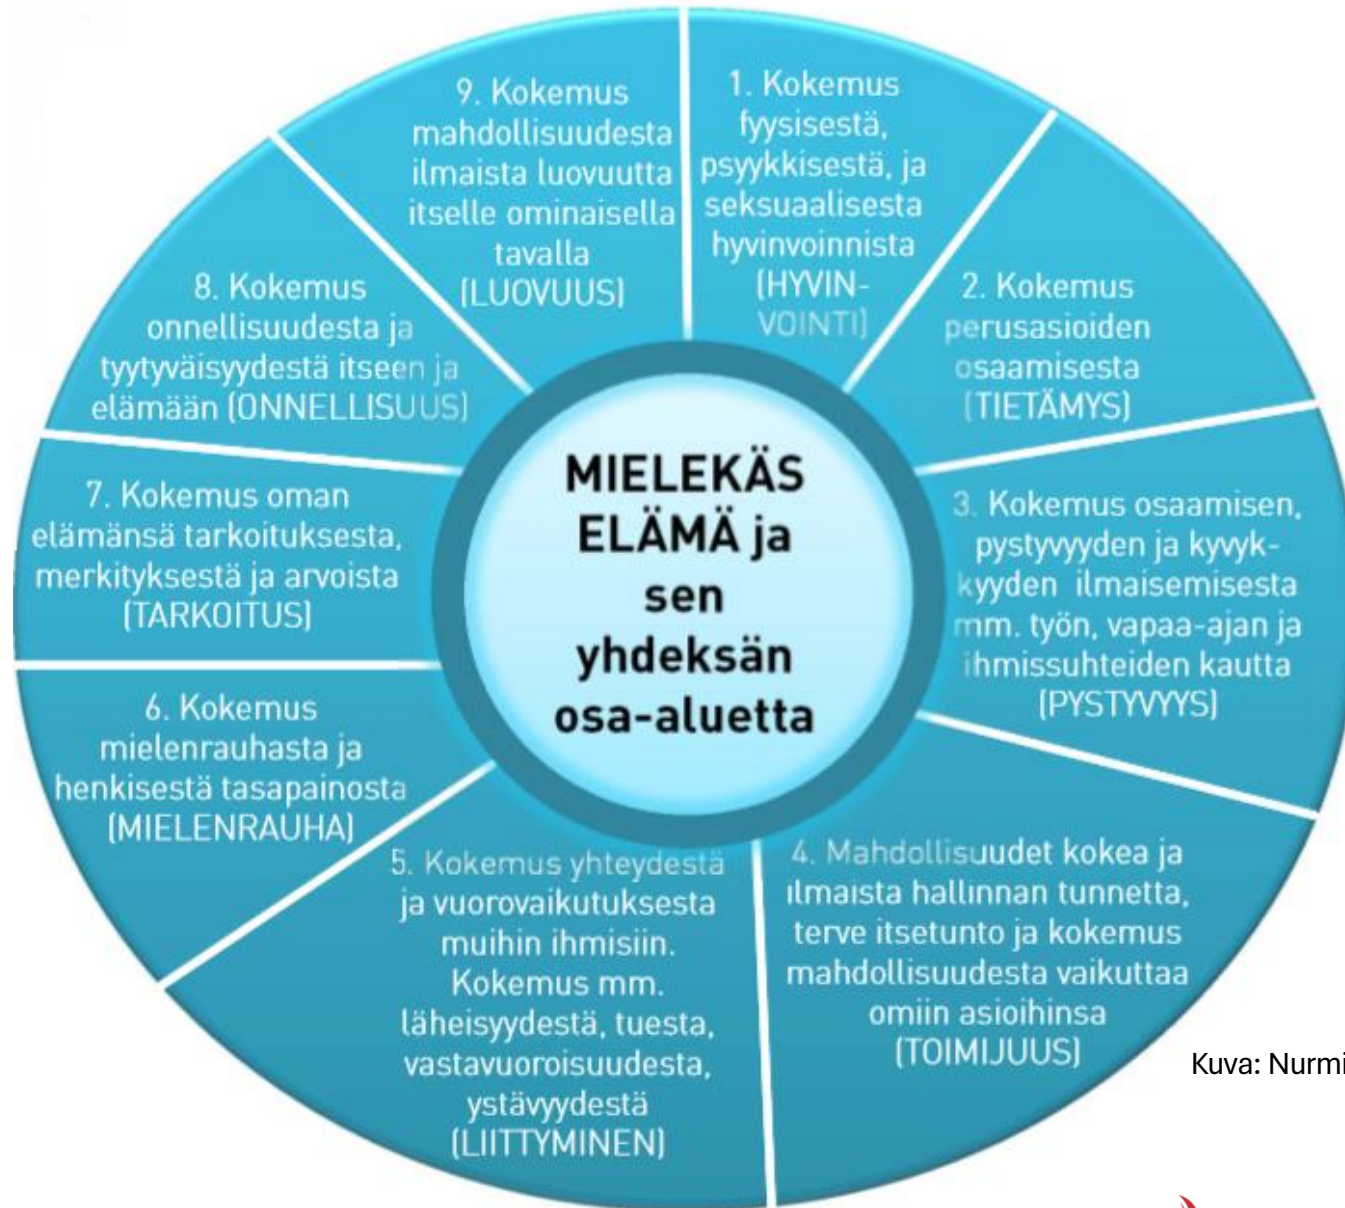 MIELEKÄS
ELÄMÄ ja
sen
yhdeksän
osa-aluetta
1. Kokemus
fyysisestä,
psyykkisestä, ja
seksuaalisesta
hyvinvoinnista
(HYVIN-
VOINTI)
2. Kokemus
perusasioiden
osaamisesta
(TIETÄMYS)
3. Kokemus osaamisen,
pystyvyyden ja kyvyk-
kyyden ilmaisemisesta
mm. työn, vapaa-ajan ja
ihmissuhteiden kautta
(PYSTYVYYS)
4. Mahdollisuudet kokea ja
ilmaista hallinnan tunnetta,
terve itsetunto ja kokemus
mahdollisuudesta vaikuttaa
omiin asioihinsa
(TOIMIJUUS)
5. Kokemus yhteydestä
ja vuorovaikutuksesta
muihin ihmisiin.
Kokemus mm.
läheisyydestä, tuesta,
vastavuoroisuudesta,
ystävyydestä
(LIITTYMINEN)
6. Kokemus
mielenrauhasta ja
henkisestä tasapainosta
(MIELENRAUHA)
7. Kokemus oman
elämänsä tarkoituksesta,
merkityksestä ja arvoista
(TARKOITUS)
8. Kokemus
onnellisuudesta ja
tyytyväisyydestä itseen ja
elämään (ONNELLISUUS)
9. Kokemus
mahdollisuudesta
ilmaista luovuutta
itselle ominaisella
tavalla
(LUOVUUS)
Kuva: Nurmi